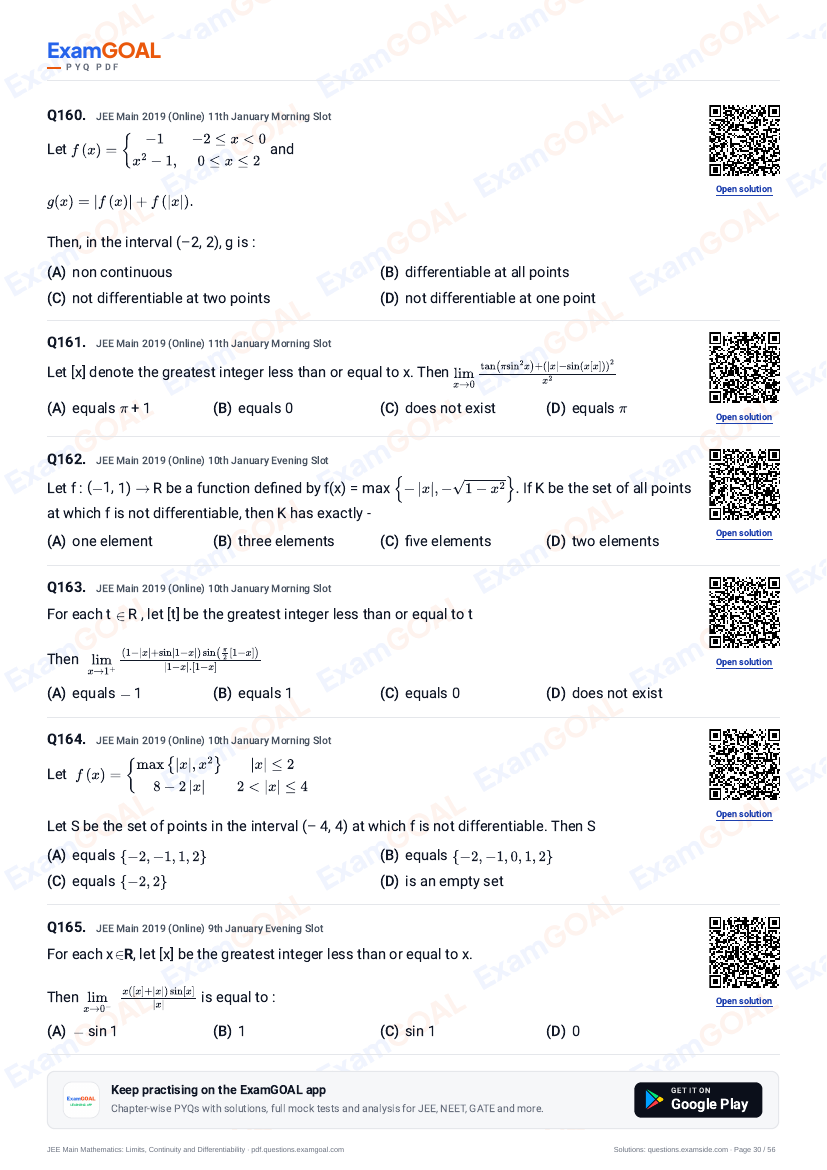 ExamGOAL
PYQ PDF
Q160. JEE Main 2019 (Online) 11th January Morning Slot
Let f (x) = { −1 −2 ≤ x < 0
x² − 1, 0 ≤ x ≤ 2 and
Open solution
g(x) = |f (x)| + f (|x|).
Then, in the interval (−2, 2), g is :
(A) non continuous (B) differentiable at all points
(C) not differentiable at two points (D) not differentiable at one point
Q161. JEE Main 2019 (Online) 11th January Morning Slot
Let [x] denote the greatest integer less than or equal to x. Then lim x→0 (tan(πsin²x)+(|x|−sin(x[x]))²)/x²
(A) equals π + 1 (B) equals 0 (C) does not exist (D) equals π
Open solution
Q162. JEE Main 2019 (Online) 10th January Evening Slot
Let f : (−1, 1) → R be a function defined by f(x) = max {− |x|, −√(1 − x²)}. If K be the set of all points
at which f is not differentiable, then K has exactly -
(A) one element (B) three elements (C) five elements (D) two elements
Open solution
Q163. JEE Main 2019 (Online) 10th January Morning Slot
For each t ∈ R , let [t] be the greatest integer less than or equal to t
Then lim x→1⁺ ((1−|x|+sin|1−x|) sin(π/2[1−x]))/(|1−x|.[1−x])
Open solution
(A) equals − 1 (B) equals 1 (C) equals 0 (D) does not exist
Q164. JEE Main 2019 (Online) 10th January Morning Slot
Let f (x) = { max {|x|, x²} |x| ≤ 2
8 − 2 |x| 2 < |x| ≤ 4
Open solution
Let S be the set of points in the interval (− 4, 4) at which f is not differentiable. Then S
(A) equals {−2, −1, 1, 2} (B) equals {−2, −1, 0, 1, 2}
(C) equals {−2, 2} (D) is an empty set
Q165. JEE Main 2019 (Online) 9th January Evening Slot
For each x∈R, let [x] be the greatest integer less than or equal to x.
Then lim x→0⁻ (x([x]+|x|) sin[x])/|x| is equal to :
Open solution
(A) − sin 1 (B) 1 (C) sin 1 (D) 0
Keep practising on the ExamGOAL app
Chapter-wise PYQs with solutions, full mock tests and analysis for JEE, NEET, GATE and more.
ExamGOAL
GET IT ON
Google Play
JEE Main Mathematics: Limits, Continuity and Differentiability · pdf.questions.examgoal.com
Solutions: questions.examside.com · Page 30 / 56